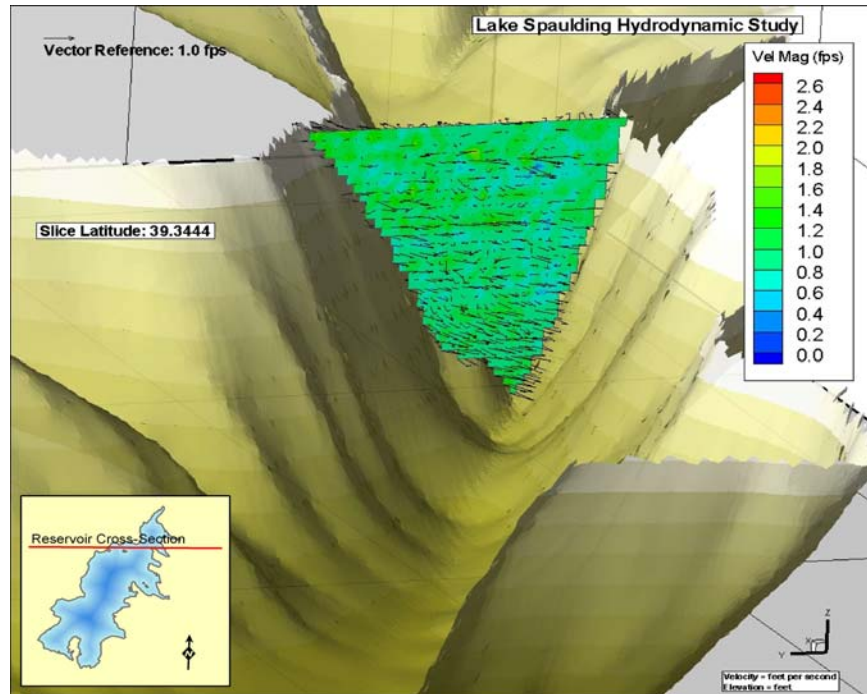 Lake Spaulding Hydrodynamic Study
Vector Reference: 1.0 fps
Vel Mag (fps)
2.6
2.4
2.2
2.0
1.8
1.6
1.4
1.2
1.0
0.8
0.6
0.4
0.2
0.0
Slice Latitude: 39.3444
Reservoir Cross-Section
N
Z
X
Y
Velocity = feet per second
Elevation = feet